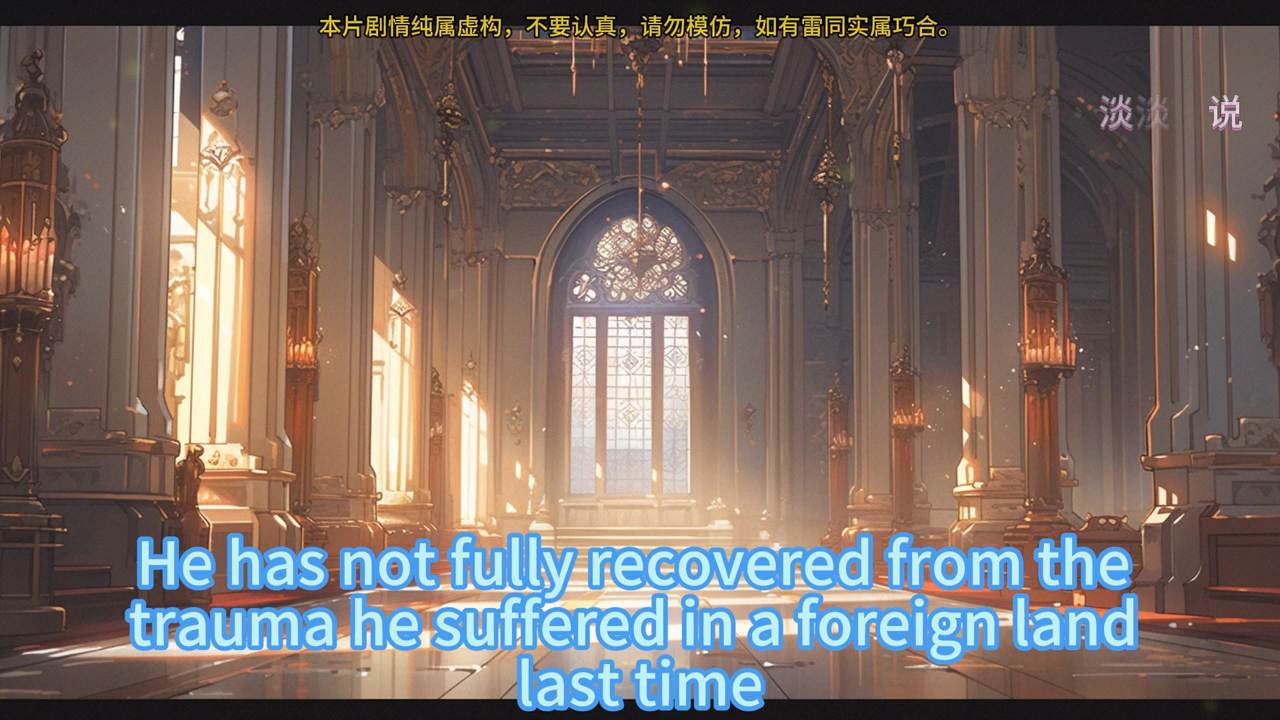 本片剧情纯属虚构，不要认真，请勿模仿，如有雷同实属巧合。
淡淡 说
He has not fully recovered from the
trauma he suffered in a foreign land
last time